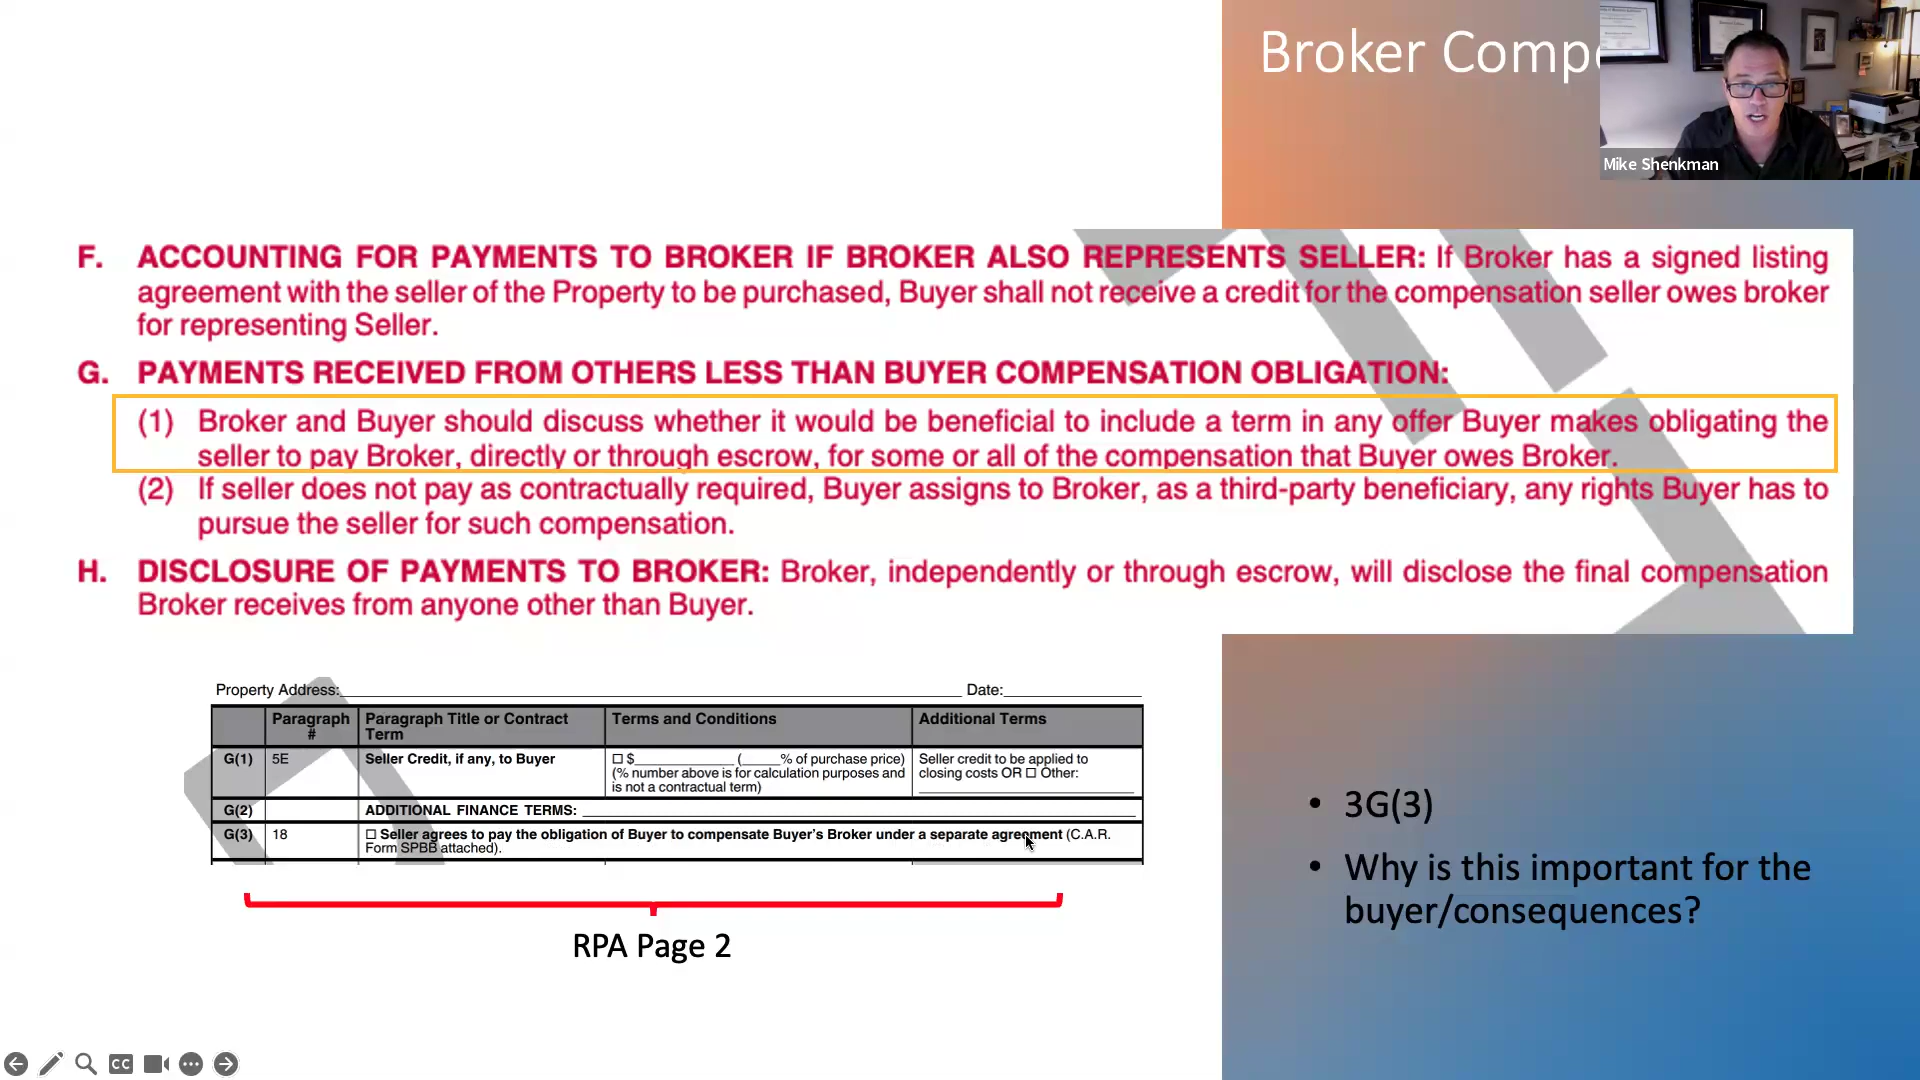 Broker Comp
Mike Shenkman
F. ACCOUNTING FOR PAYMENTS TO BROKER IF BROKER ALSO REPRESENTS SELLER: If Broker has a signed listing
agreement with the seller of the Property to be purchased, Buyer shall not receive a credit for the compensation seller owes broker
for representing Seller.
G. PAYMENTS RECEIVED FROM OTHERS LESS THAN BUYER COMPENSATION OBLIGATION:
(1) Broker and Buyer should discuss whether it would be beneficial to include a term in any offer Buyer makes obligating the
seller to pay Broker, directly or through escrow, for some or all of the compensation that Buyer owes Broker.
(2) If seller does not pay as contractually required, Buyer assigns to Broker, as a third-party beneficiary, any rights Buyer has to
pursue the seller for such compensation.
H. DISCLOSURE OF PAYMENTS TO BROKER: Broker, independently or through escrow, will disclose the final compensation
Broker receives from anyone other than Buyer.
Property Address: Date:
Paragraph # Paragraph Title or Contract Term Terms and Conditions Additional Terms
G(1) 5E Seller Credit, if any, to Buyer ☐ $____________ (_____% of purchase price) Seller credit to be applied to
(% number above is for calculation purposes and closing costs OR ☐ Other:
is not a contractual term)
G(2) ADDITIONAL FINANCE TERMS:
G(3) 18 ☐ Seller agrees to pay the obligation of Buyer to compensate Buyer's Broker under a separate agreement (C.A.R.
Form SPBB attached).
RPA Page 2
• 3G(3)
• Why is this important for the
buyer/consequences?
CC